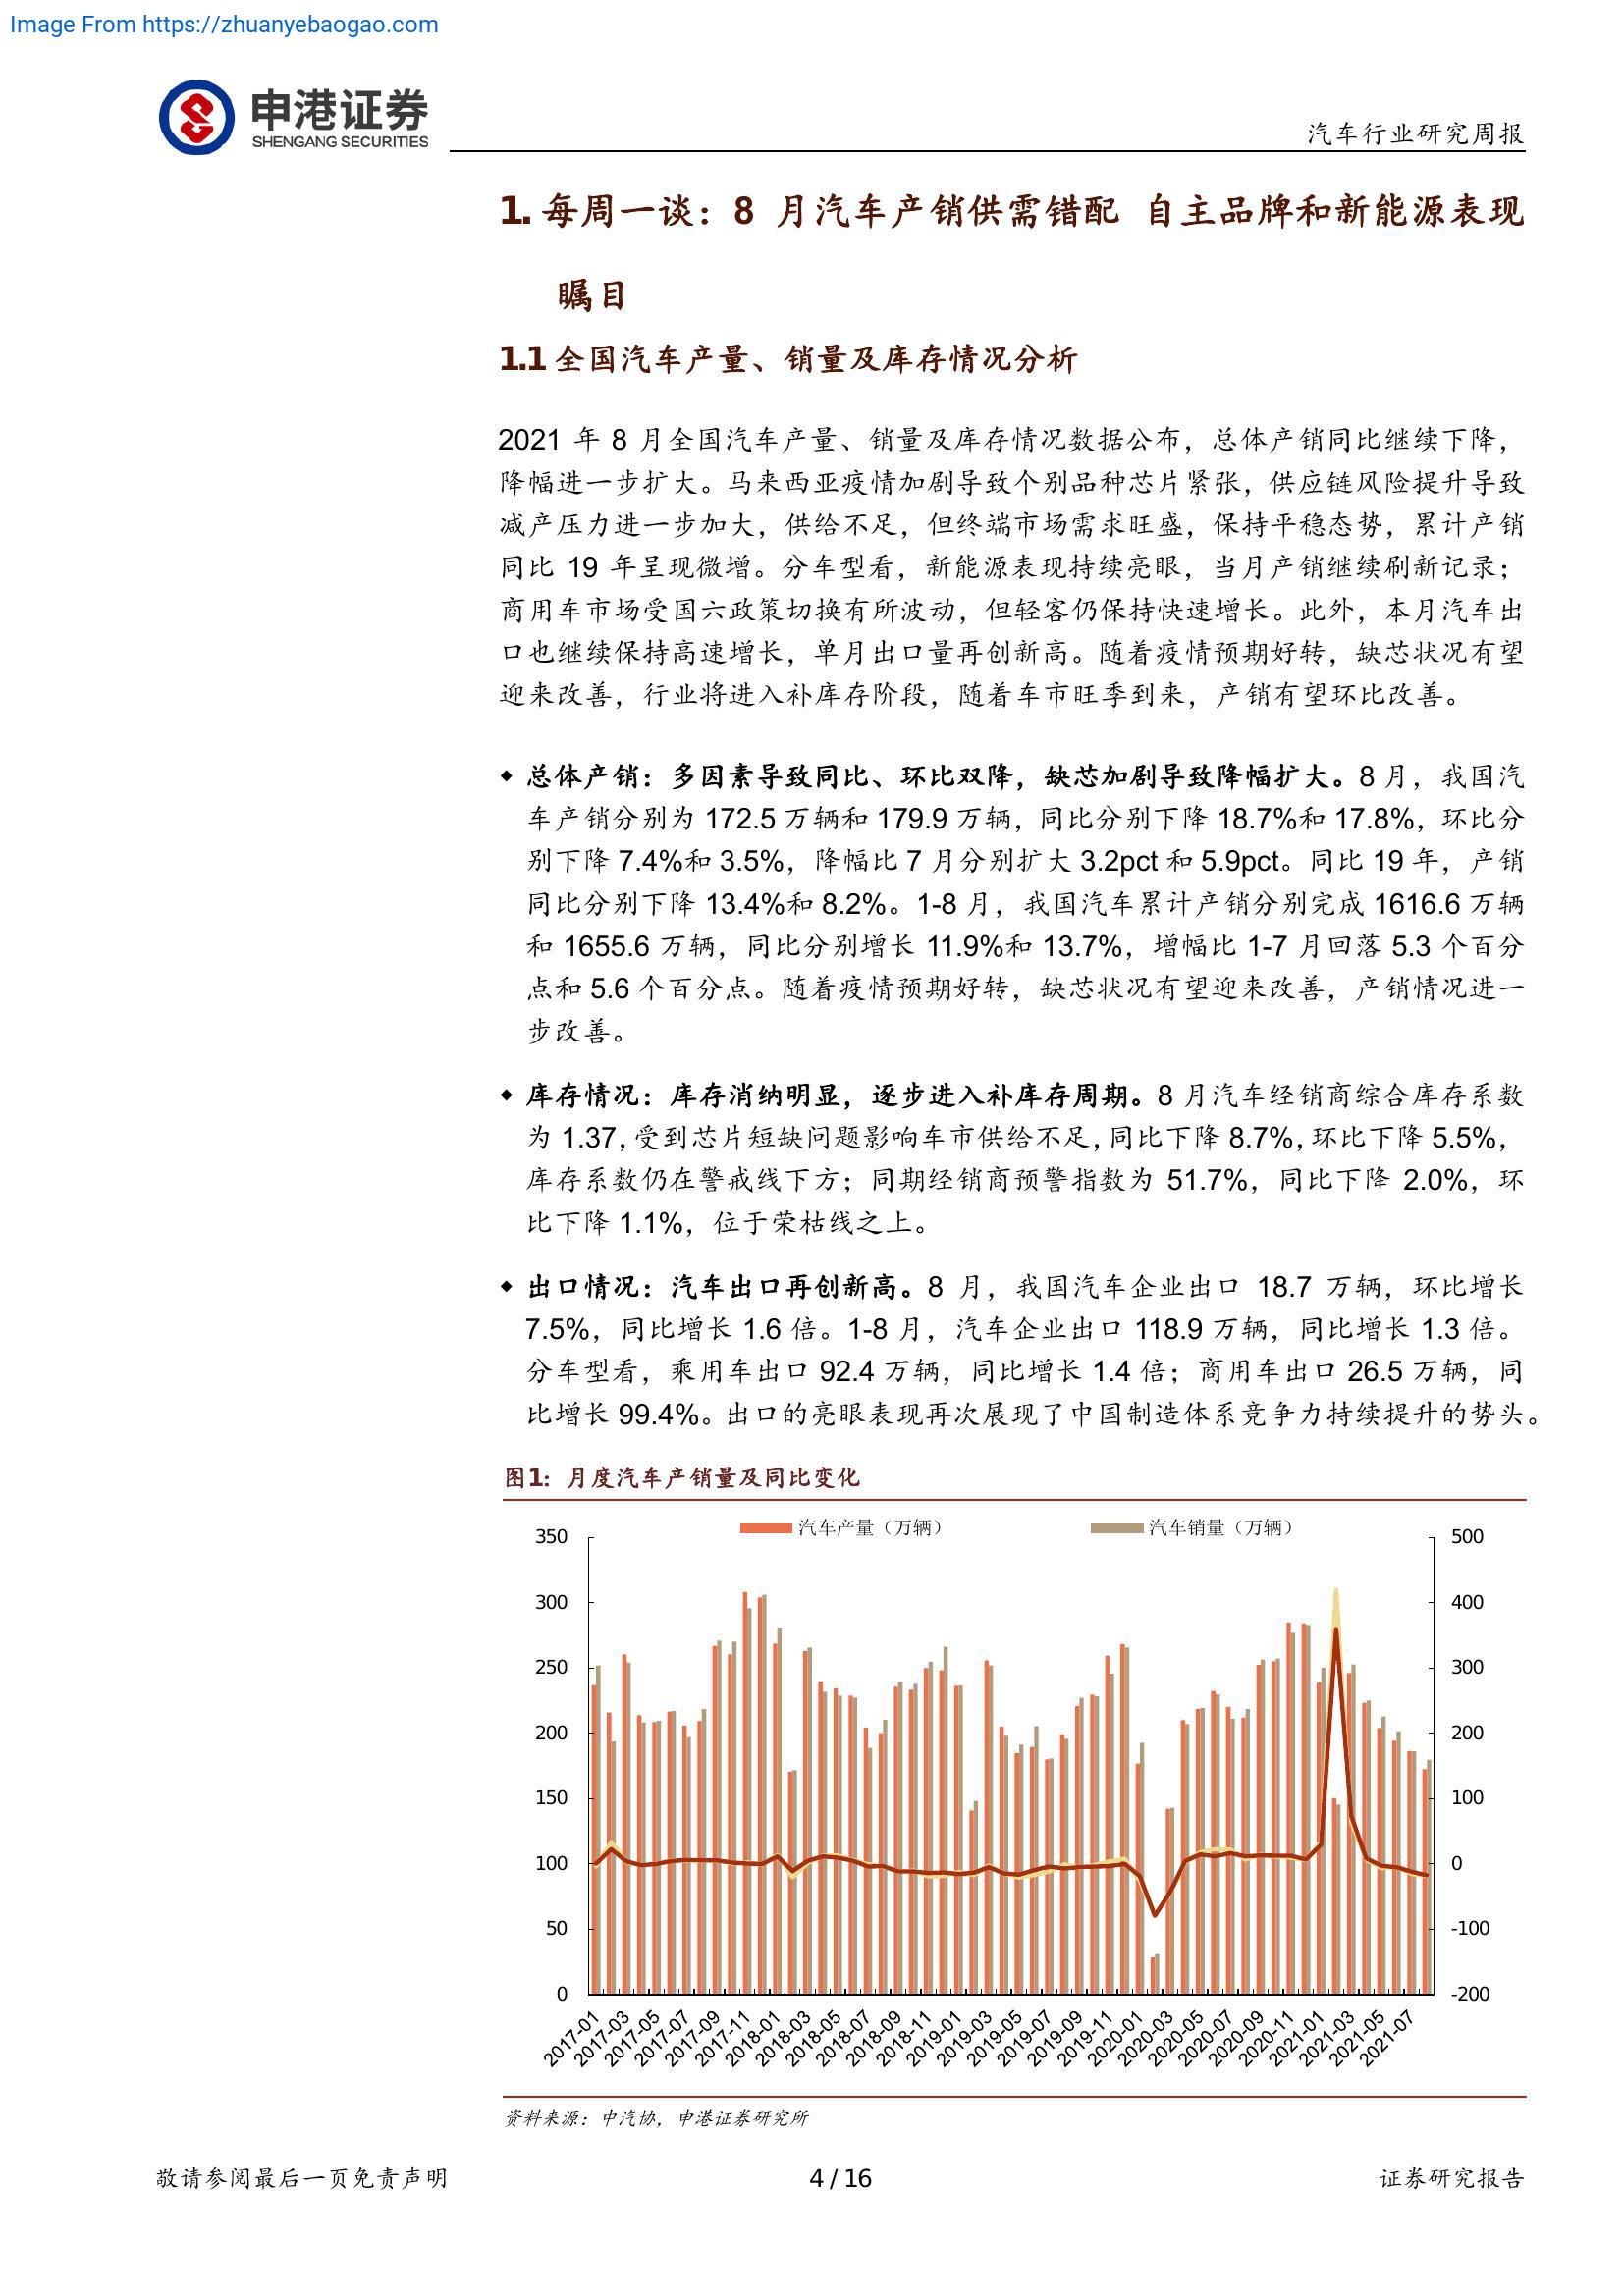 Image From https://zhuanyebaogao.com
申港证券
SHENGANG SECURITIES
汽车行业研究周报
1. 每周一谈：8 月汽车产销供需错配 自主品牌和新能源表现
瞩目
1.1 全国汽车产量、销量及库存情况分析
2021 年 8 月全国汽车产量、销量及库存情况数据公布，总体产销同比继续下降，
降幅进一步扩大。马来西亚疫情加剧导致个别品种芯片紧张，供应链风险提升导致
减产压力进一步加大，供给不足，但终端市场需求旺盛，保持平稳态势，累计产销
同比 19 年呈现微增。分车型看，新能源表现持续亮眼，当月产销继续刷新记录；
商用车市场受国六政策切换有所波动，但轻客仍保持快速增长。此外，本月汽车出
口也继续保持高速增长，单月出口量再创新高。随着疫情预期好转，缺芯状况有望
迎来改善，行业将进入补库存阶段，随着车市旺季到来，产销有望环比改善。
◆ 总体产销：多因素导致同比、环比双降，缺芯加剧导致降幅扩大。8 月，我国汽
车产销分别为 172.5 万辆和 179.9 万辆，同比分别下降 18.7%和 17.8%，环比分
别下降 7.4%和 3.5%，降幅比 7 月分别扩大 3.2pct 和 5.9pct。同比 19 年，产销
同比分别下降 13.4%和 8.2%。1-8 月，我国汽车累计产销分别完成 1616.6 万辆
和 1655.6 万辆，同比分别增长 11.9%和 13.7%，增幅比 1-7 月回落 5.3 个百分
点和 5.6 个百分点。随着疫情预期好转，缺芯状况有望迎来改善，产销情况进一
步改善。
◆ 库存情况：库存消纳明显，逐步进入补库存周期。8 月汽车经销商综合库存系数
为 1.37，受到芯片短缺问题影响车市供给不足，同比下降 8.7%，环比下降 5.5%，
库存系数仍在警戒线下方；同期经销商预警指数为 51.7%，同比下降 2.0%，环
比下降 1.1%，位于荣枯线之上。
◆ 出口情况：汽车出口再创新高。8 月，我国汽车企业出口 18.7 万辆，环比增长
7.5%，同比增长 1.6 倍。1-8 月，汽车企业出口 118.9 万辆，同比增长 1.3 倍。
分车型看，乘用车出口 92.4 万辆，同比增长 1.4 倍；商用车出口 26.5 万辆，同
比增长 99.4%。出口的亮眼表现再次展现了中国制造体系竞争力持续提升的势头。
图1：月度汽车产销量及同比变化
汽车产量（万辆） 汽车销量（万辆）
350 500
300 400
250 300
200 200
150 100
100 0
50 -100
0 -200
2017-01 2017-03 2017-05 2017-07 2017-09 2017-11 2018-01 2018-03 2018-05 2018-07 2018-09 2018-11 2019-01 2019-03 2019-05 2019-07 2019-09 2019-11 2020-01 2020-03 2020-05 2020-07 2020-09 2020-11 2021-01 2021-03 2021-05 2021-07
资料来源：中汽协，申港证券研究所
敬请参阅最后一页免责声明 4 / 16 证券研究报告